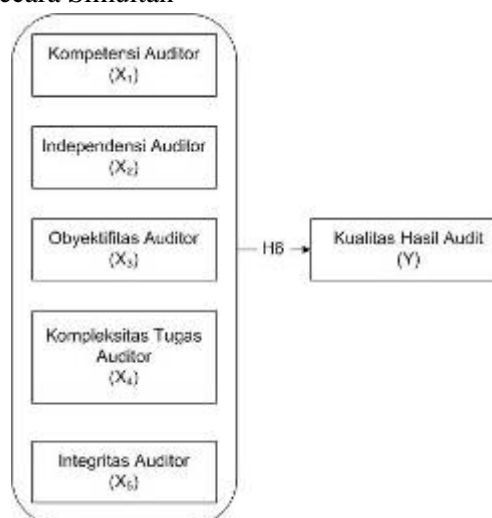 Secara Simultan
Kompetensi Auditor
(X₁)
Independensi Auditor
(X₂)
Obyektifitas Auditor
(X₃)
H6
Kualitas Hasil Audit
(Y)
Kompleksitas Tugas
Auditor
(X₄)
Integritas Auditor
(X₅)